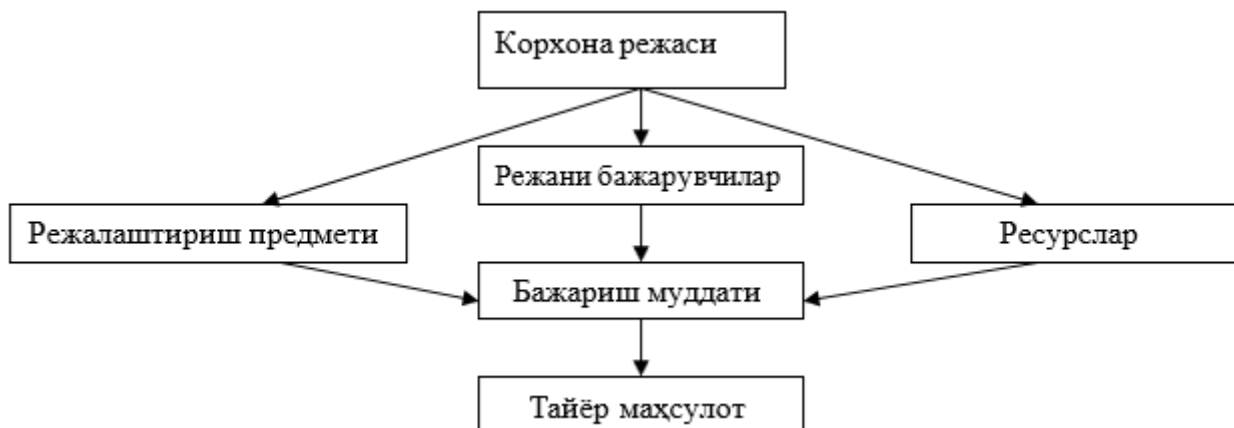 Корхона режаси
Режани бажарувчилар
Режалаштириш предмети
Ресурслар
Бажариш муддати
Тайёр маҳсулот